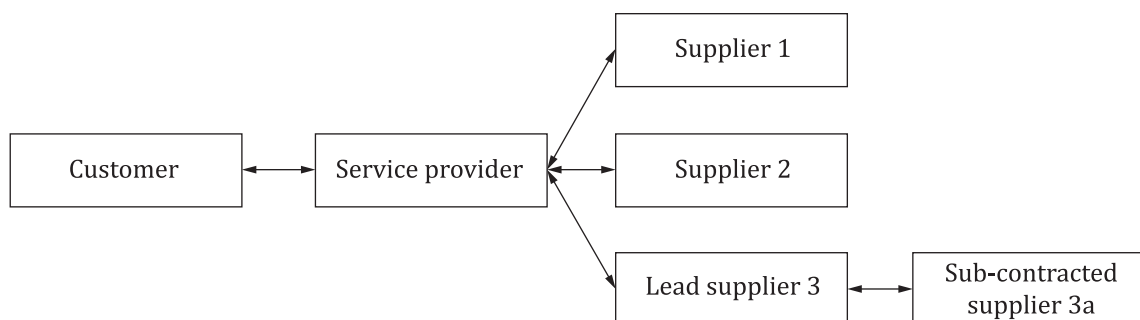 Supplier 1
Customer
Service provider
Supplier 2
Lead supplier 3
Sub-contracted
supplier 3a